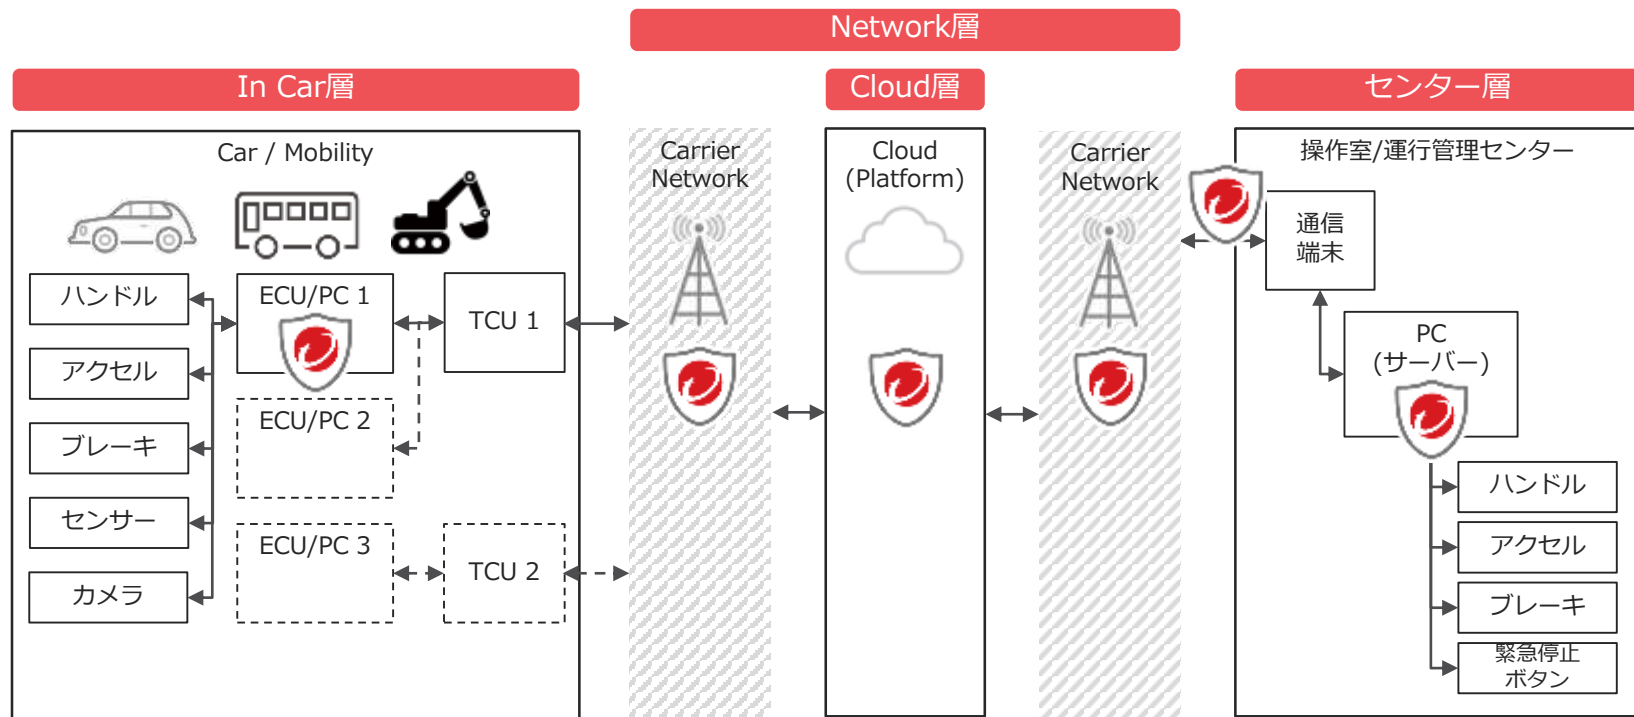 Network層
In Car層
Cloud層
センター層
Car / Mobility
ハンドル
アクセル
ブレーキ
センサー
カメラ
ECU/PC 1
ECU/PC 2
ECU/PC 3
TCU 1
TCU 2
Carrier
Network
Cloud
(Platform)
Carrier
Network
操作室/運行管理センター
通信
端末
PC
(サーバー)
ハンドル
アクセル
ブレーキ
緊急停止
ボタン